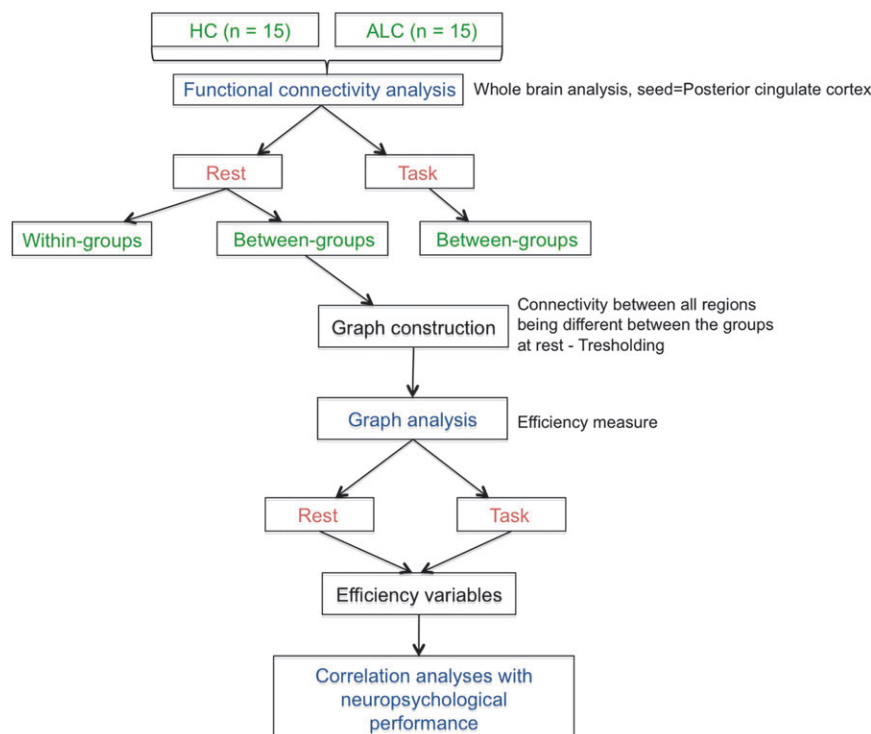 HC (n = 15)
ALC (n = 15)
Functional connectivity analysis
Whole brain analysis, seed=Posterior cingulate cortex
Rest
Task
Within-groups
Between-groups
Between-groups
Graph construction
Connectivity between all regions
being different between the groups
at rest - Tresholding
Graph analysis
Efficiency measure
Rest
Task
Efficiency variables
Correlation analyses with
neuropsychological
performance